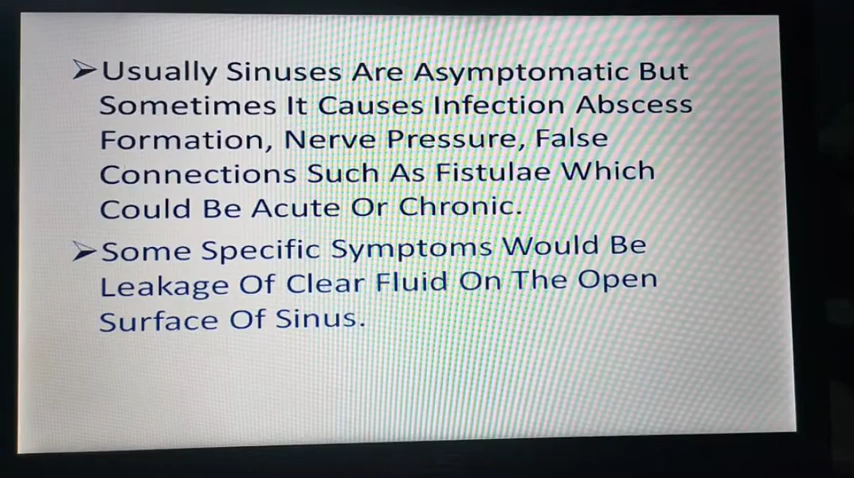 ➢Usually Sinuses Are Asymptomatic But
Sometimes It Causes Infection Abscess
Formation, Nerve Pressure, False
Connections Such As Fistulae Which
Could Be Acute Or Chronic.
➢Some Specific Symptoms Would Be
Leakage Of Clear Fluid On The Open
Surface Of Sinus.